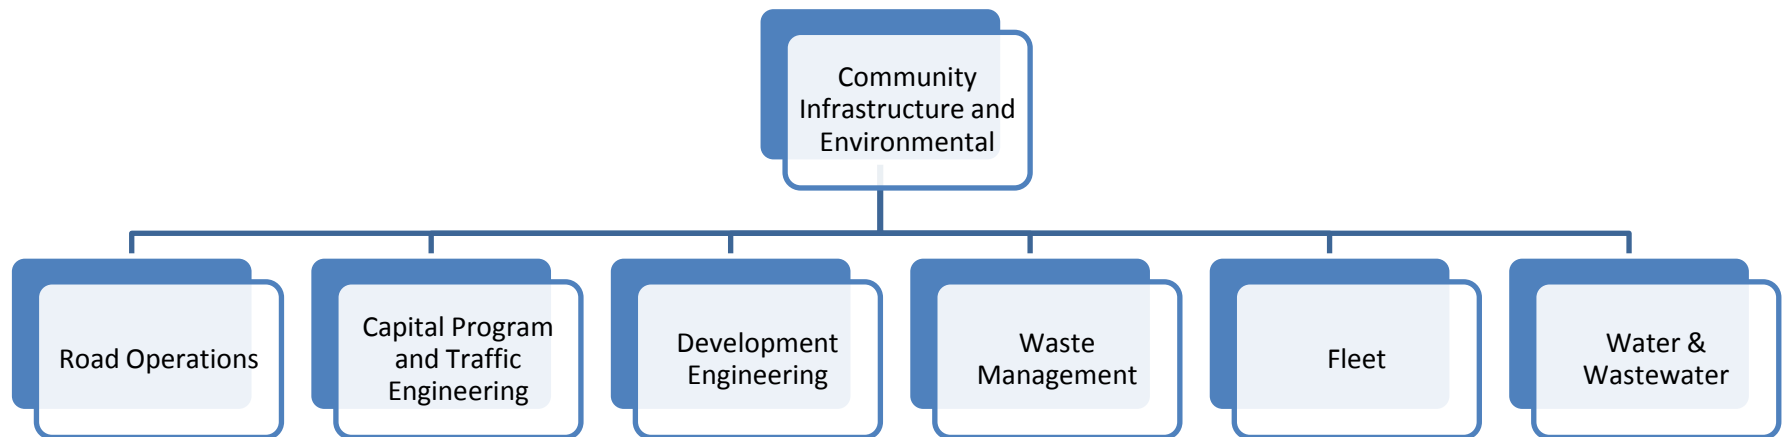 Community
Infrastructure and
Environmental
Road Operations
Capital Program
and Traffic
Engineering
Development
Engineering
Waste
Management
Fleet
Water &
Wastewater